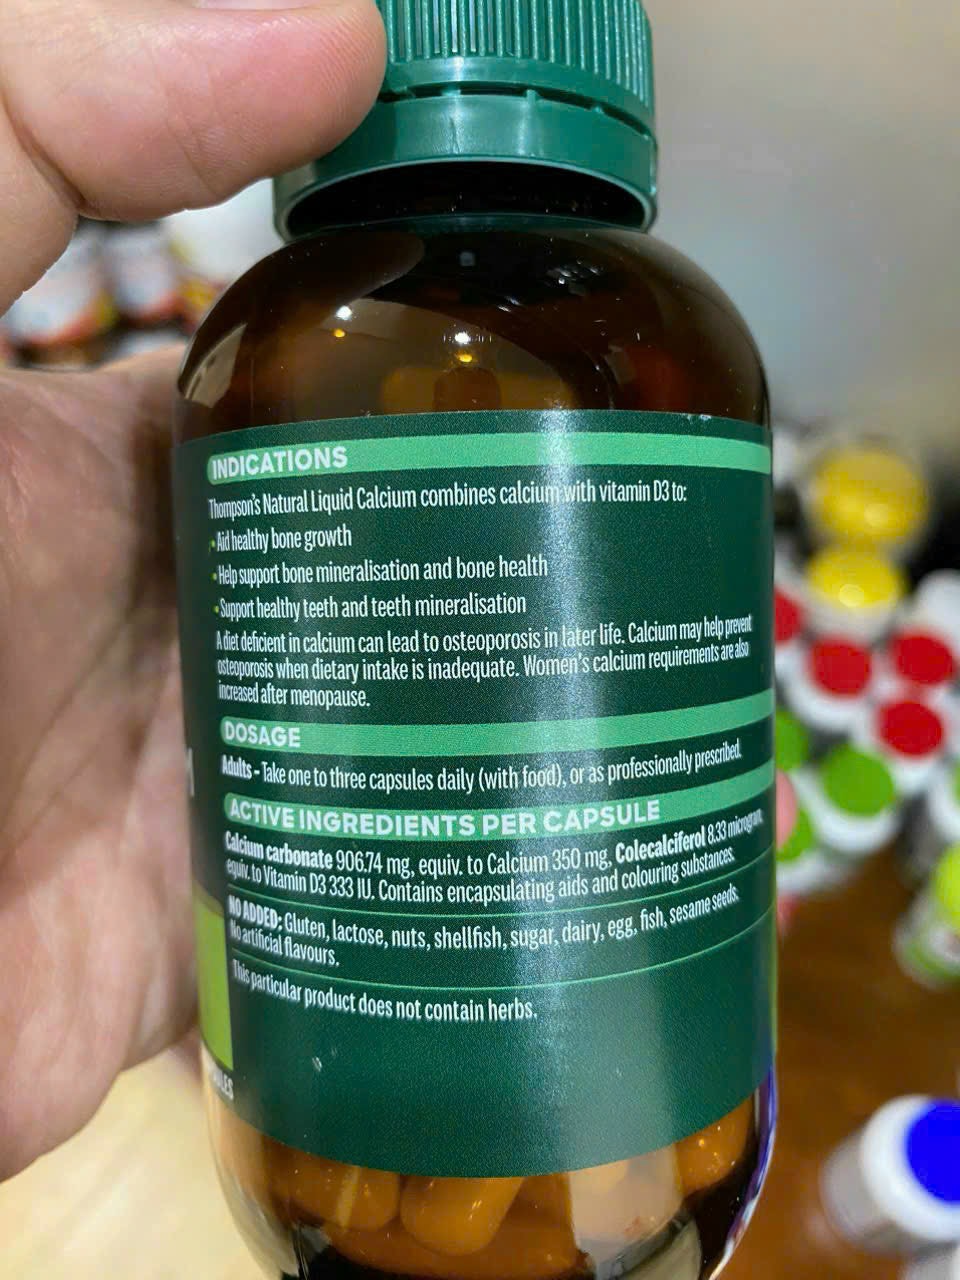 INDICATIONS
Thompson's Natural Liquid Calcium combines calcium with vitamin D3 to:
• Aid healthy bone growth
• Help support bone mineralisation and bone health
• Support healthy teeth and teeth mineralisation
A diet deficient in calcium can lead to osteoporosis in later life. Calcium may help prevent
osteoporosis when dietary intake is inadequate. Women's calcium requirements are also
increased after menopause.
DOSAGE
Adults - Take one to three capsules daily (with food), or as professionally prescribed.
ACTIVE INGREDIENTS PER CAPSULE
Calcium carbonate 906.74 mg, equiv. to Calcium 350 mg, Colecalciferol 8.33 microgram,
equiv. to Vitamin D3 333 IU. Contains encapsulating aids and colouring substances.
NO ADDED: Gluten, lactose, nuts, shellfish, sugar, dairy, egg, fish, sesame seeds.
No artificial flavours.
This particular product does not contain herbs.